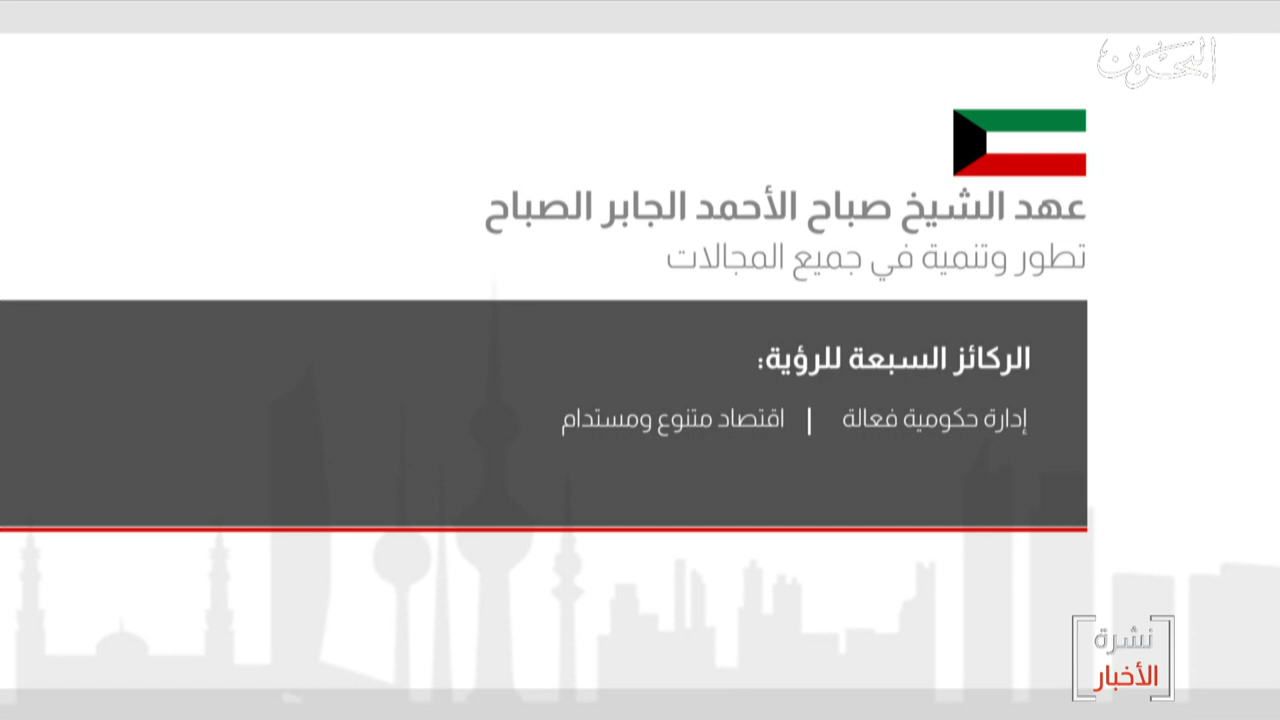 البحرين
عهد الشيخ صباح الأحمد الجابر الصباح
تطور وتنمية في جميع المجالات
الركائز السبعة للرؤية:
إدارة حكومية فعالة | اقتصاد متنوع ومستدام
نشرة
الأخبار